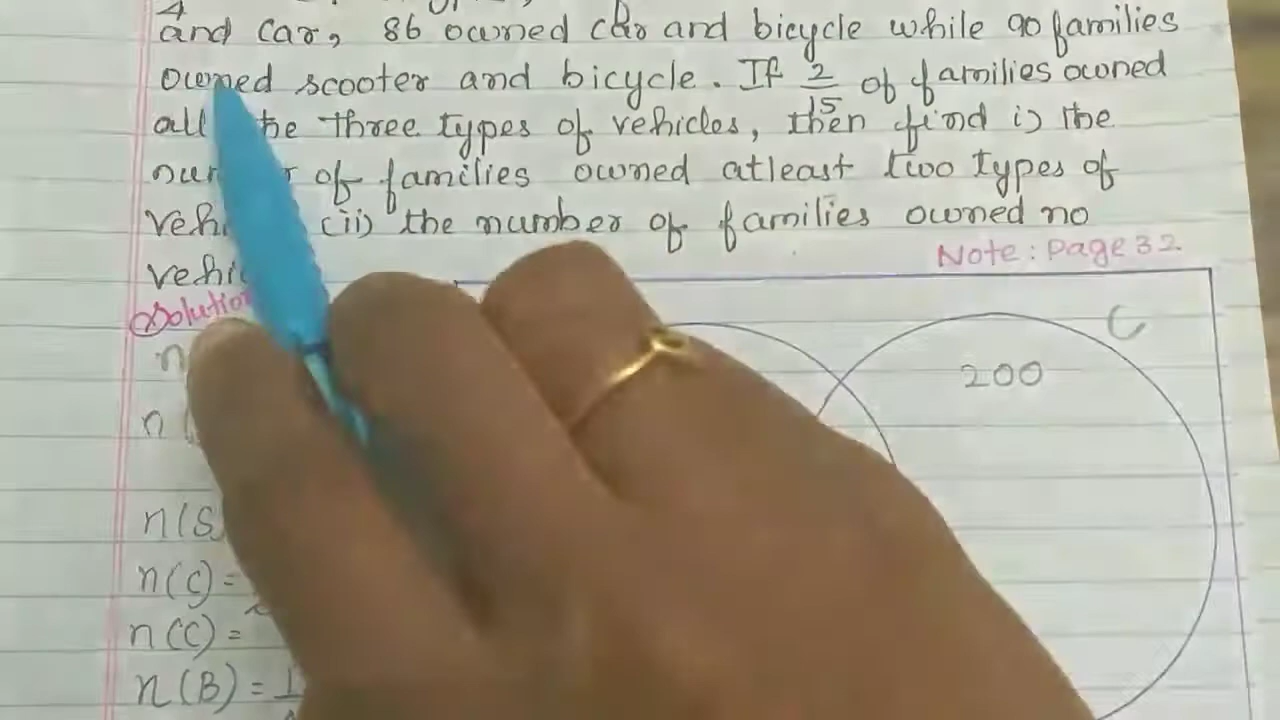 4
and car, 86 owned car and bicycle while 90 families
owned scooter and bicycle. If 2/15 of families owned
all the three types of vehicles, then find i) the
of families owned atleast two types of
(ii) the number of families owned no
Note: Page 32
Solution
C
200
n
n(
n(S
n(C) =
n(C) =
n(B) = 1